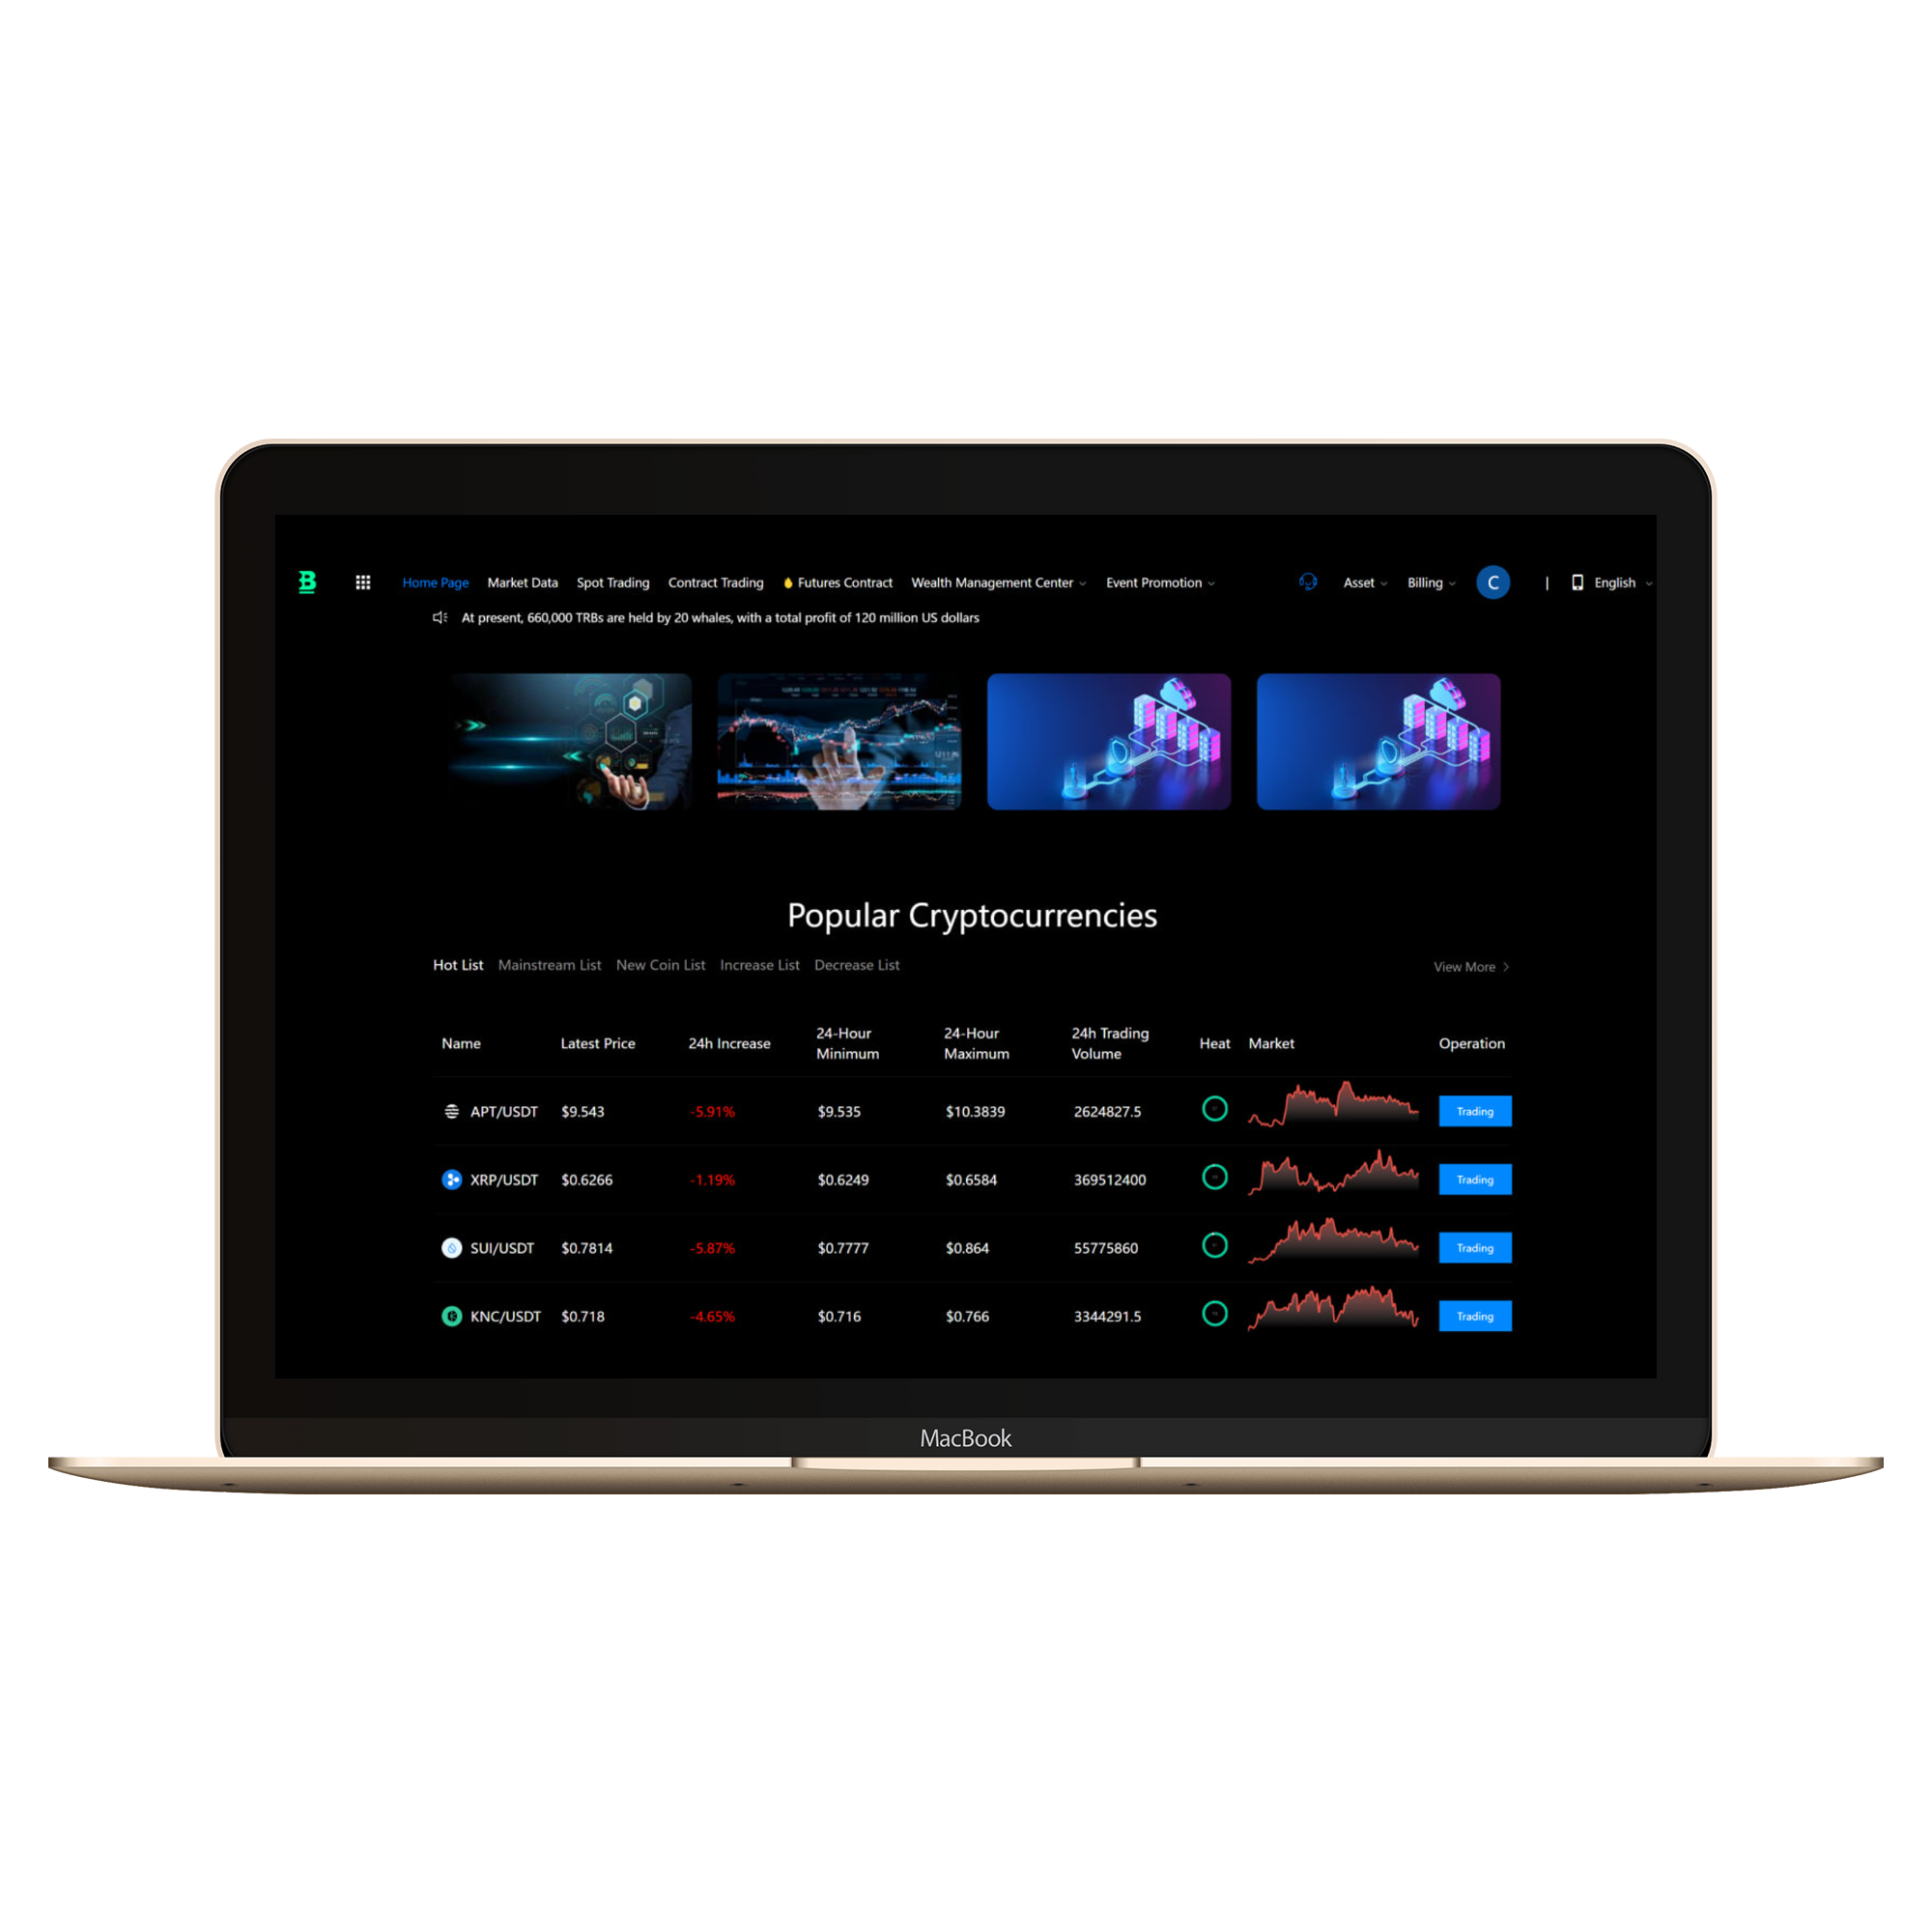 Home Page Market Data Spot Trading Contract Trading Futures Contract Wealth Management Center Event Promotion Asset Billing C | English
At present, 660,000 TRBs are held by 20 whales, with a total profit of 120 million US dollars
Popular Cryptocurrencies
Hot List Mainstream List New Coin List Increase List Decrease List View More
Name Latest Price 24h Increase 24-Hour Minimum 24-Hour Maximum 24h Trading Volume Heat Market Operation
APT/USDT $9.543 -5.91% $9.535 $10.3839 2624827.5 Trading
XRP/USDT $0.6266 -1.19% $0.6249 $0.6584 369512400 Trading
SUI/USDT $0.7814 -5.87% $0.7777 $0.864 55775860 Trading
KNC/USDT $0.718 -4.65% $0.716 $0.766 3344291.5 Trading
MacBook